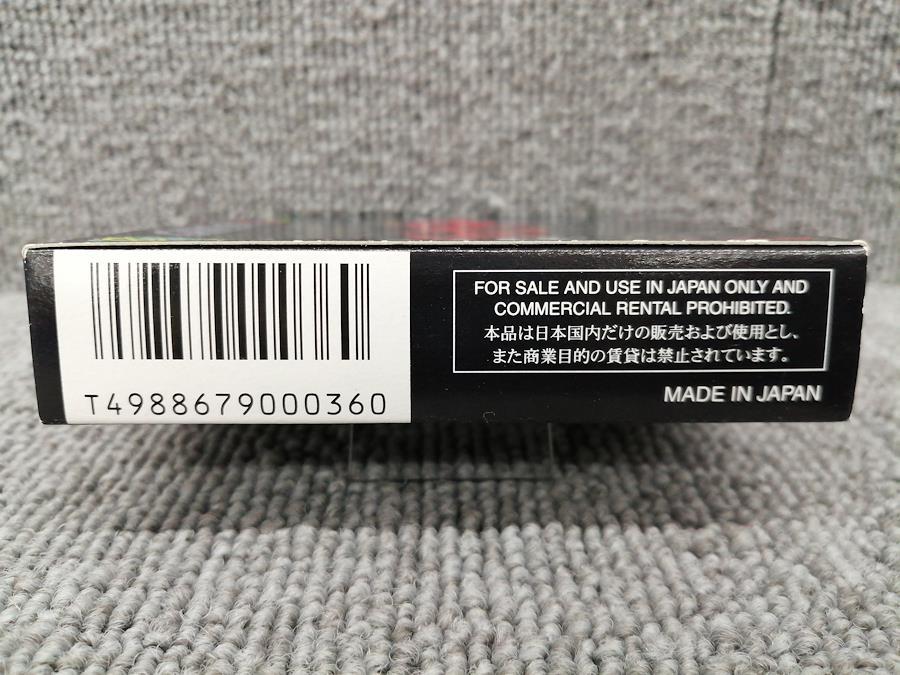 T4988679000360
FOR SALE AND USE IN JAPAN ONLY AND
COMMERCIAL RENTAL PROHIBITED.
本品は日本国内だけの販売および使用とし、
また商業目的の賃貸は禁止されています。
MADE IN JAPAN